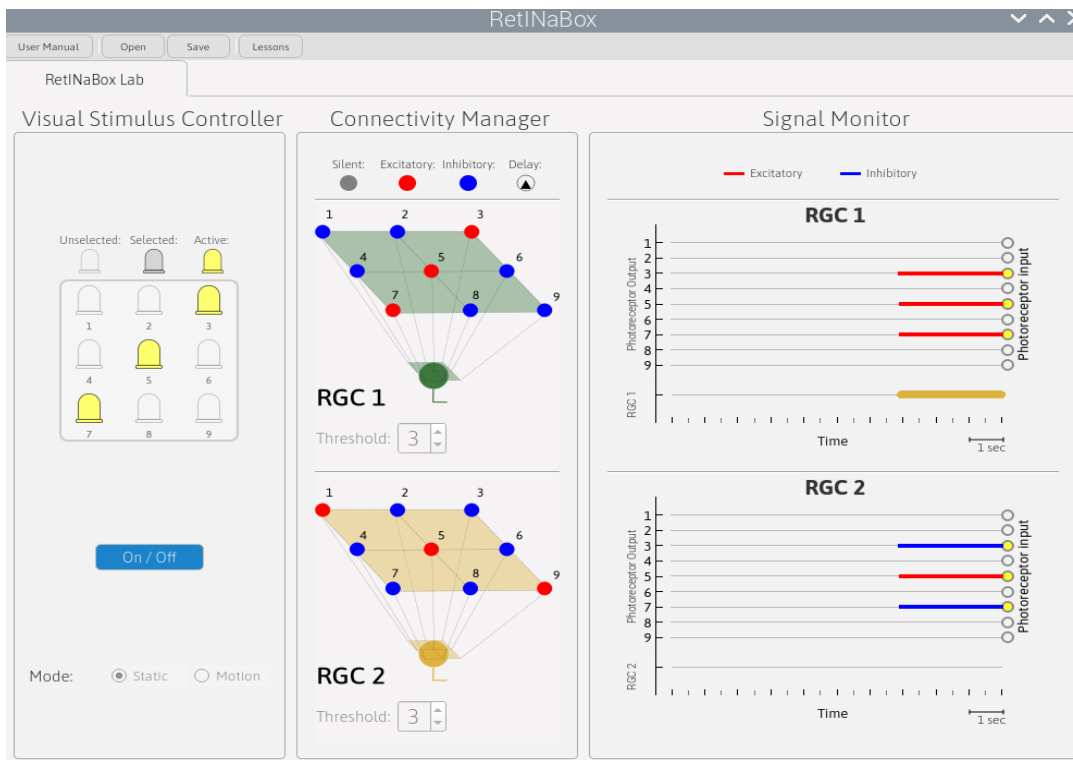 RetINaBox
User Manual Open Save Lessons
RetINaBox Lab
Visual Stimulus Controller
Unselected: Selected: Active:
1 2 3
4 5 6
7 8 9
On / Off
Mode: Static Motion
Connectivity Manager
Silent: Excitatory: Inhibitory: Delay:
1 2 3
4 5 6
7 8 9
RGC 1
Threshold: 3
1 2 3
4 5 6
7 8 9
RGC 2
Threshold: 3
Signal Monitor
Excitatory Inhibitory
RGC 1
Photoreceptor Output
1
2
3
4
5
6
7
8
9
Photoreceptor input
RGC 1
Time
1 sec
RGC 2
Photoreceptor Output
1
2
3
4
5
6
7
8
9
Photoreceptor input
RGC 2
Time
1 sec